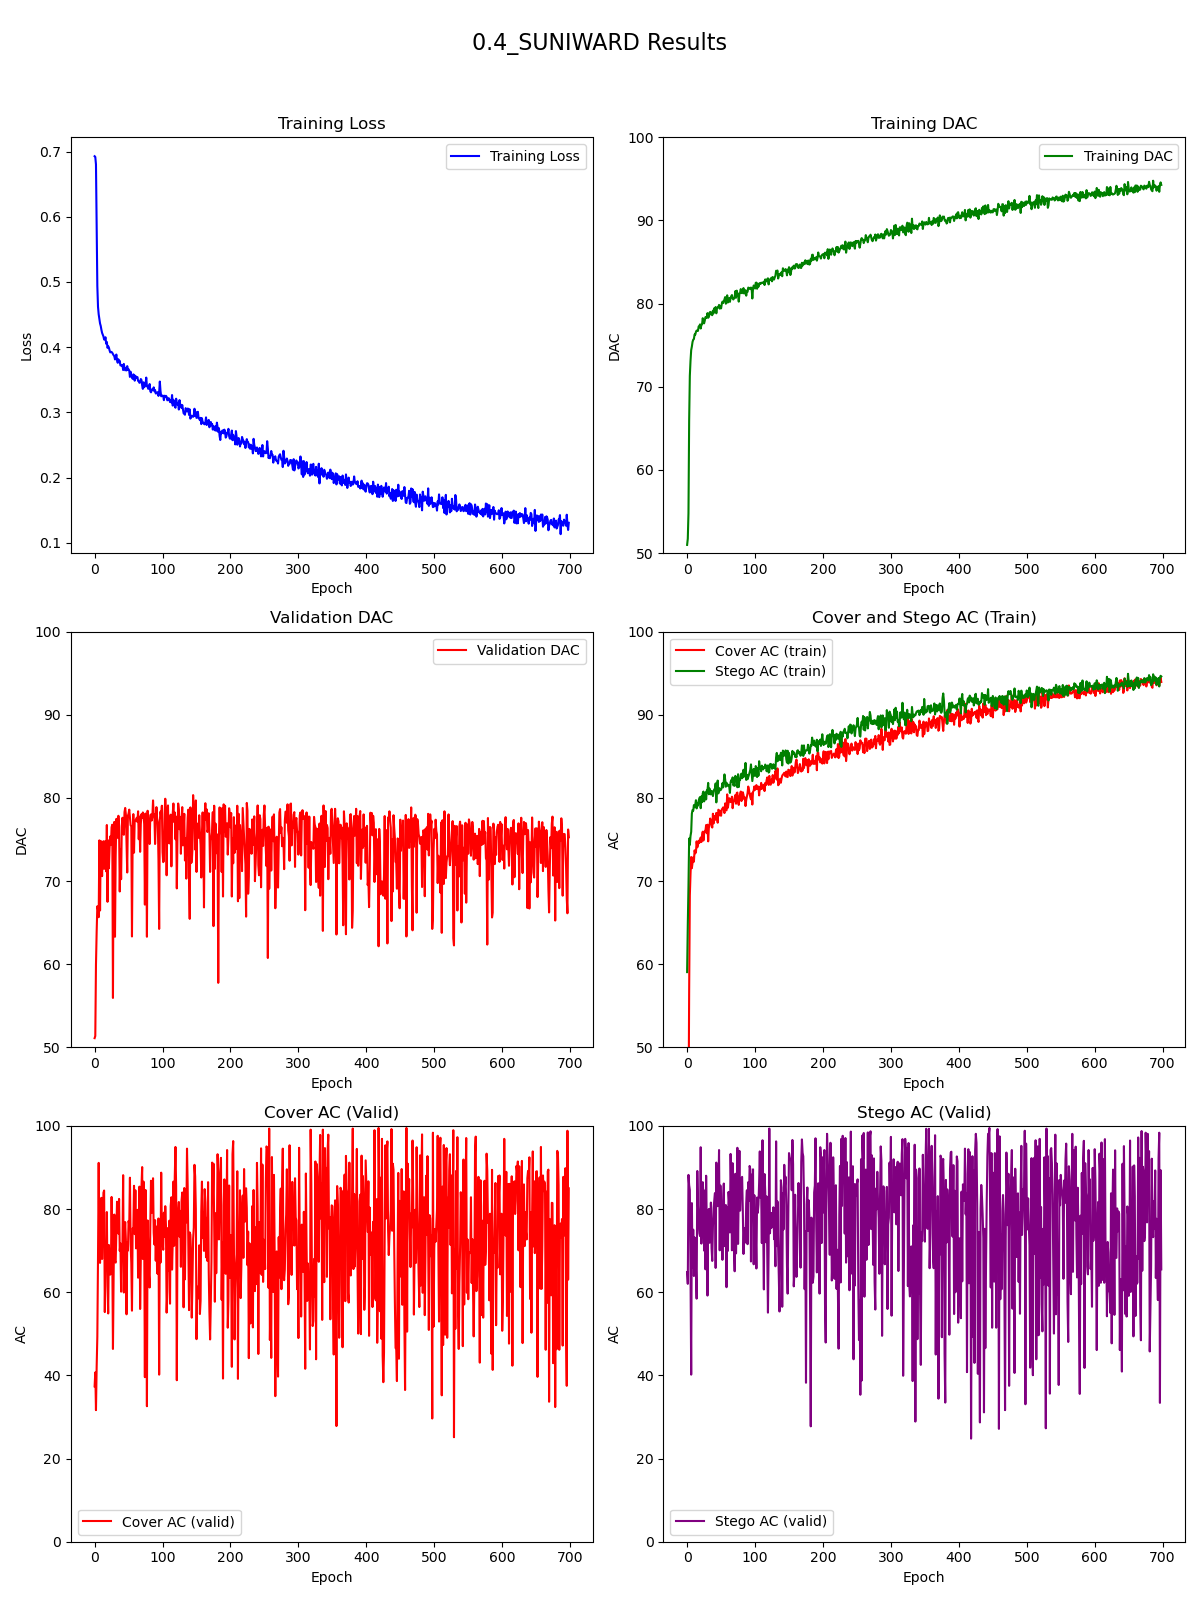 0.4_SUNIWARD Results
Training Loss
Training Loss
0.7
0.6
0.5
0.4
0.3
0.2
0.1
Loss
0 100 200 300 400 500 600 700
Epoch
Training DAC
Training DAC
100
90
80
70
60
50
DAC
0 100 200 300 400 500 600 700
Epoch
Validation DAC
Validation DAC
100
90
80
70
60
50
DAC
0 100 200 300 400 500 600 700
Epoch
Cover and Stego AC (Train)
Cover AC (train)
Stego AC (train)
100
90
80
70
60
50
AC
0 100 200 300 400 500 600 700
Epoch
Cover AC (Valid)
100
80
60
40
20
0
AC
Cover AC (valid)
0 100 200 300 400 500 600 700
Epoch
Stego AC (Valid)
100
80
60
40
20
0
AC
Stego AC (valid)
0 100 200 300 400 500 600 700
Epoch